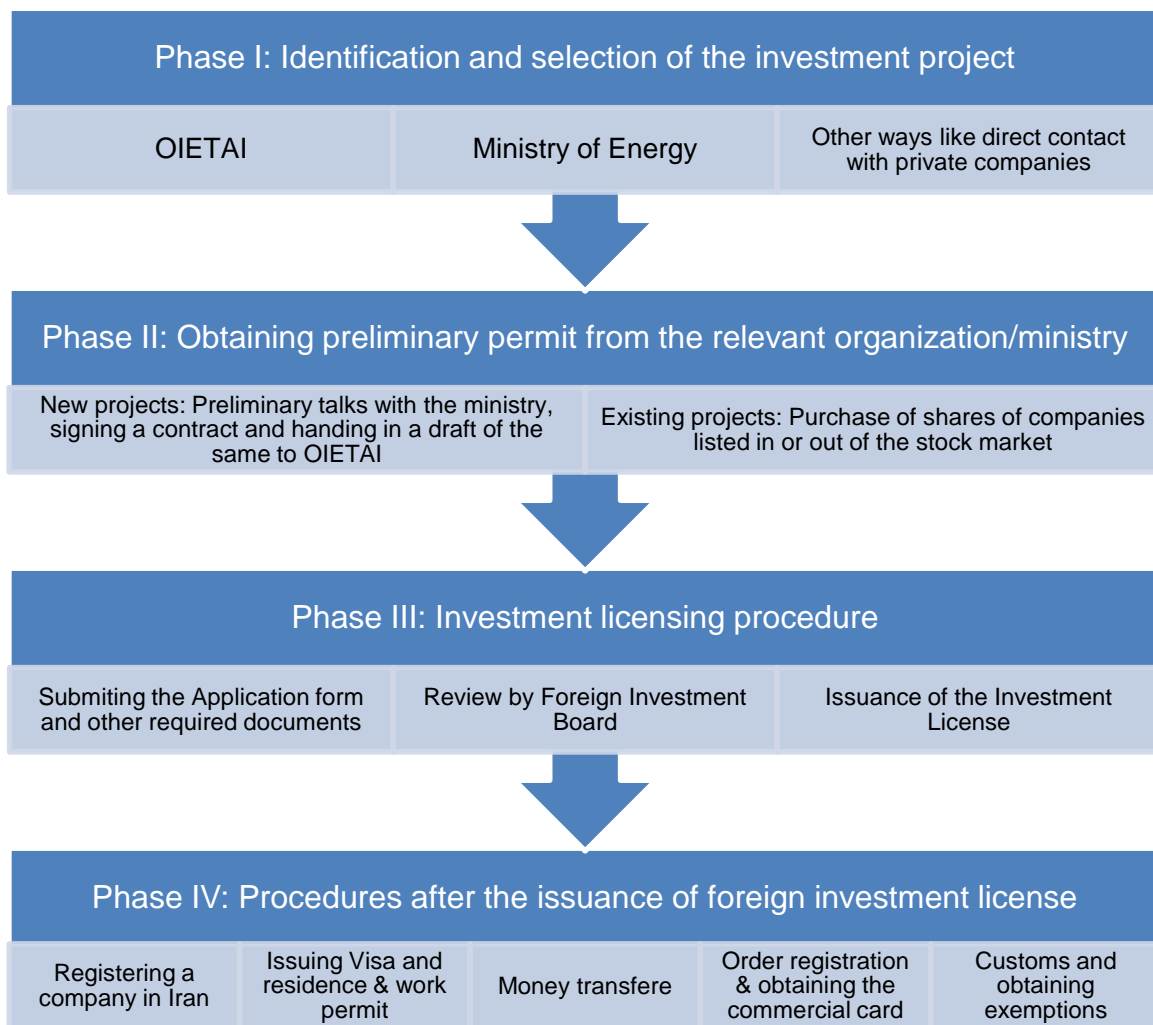 Phase I: Identification and selection of the investment project
OIETAI
Ministry of Energy
Other ways like direct contact
with private companies
Phase II: Obtaining preliminary permit from the relevant organization/ministry
New projects: Preliminary talks with the ministry,
signing a contract and handing in a draft of the
same to OIETAI
Existing projects: Purchase of shares of companies
listed in or out of the stock market
Phase III: Investment licensing procedure
Submiting the Application form
and other required documents
Review by Foreign Investment
Board
Issuance of the Investment
License
Phase IV: Procedures after the issuance of foreign investment license
Registering a
company in Iran
Issuing Visa and
residence & work
permit
Money transfere
Order registration
& obtaining the
commercial card
Customs and
obtaining
exemptions